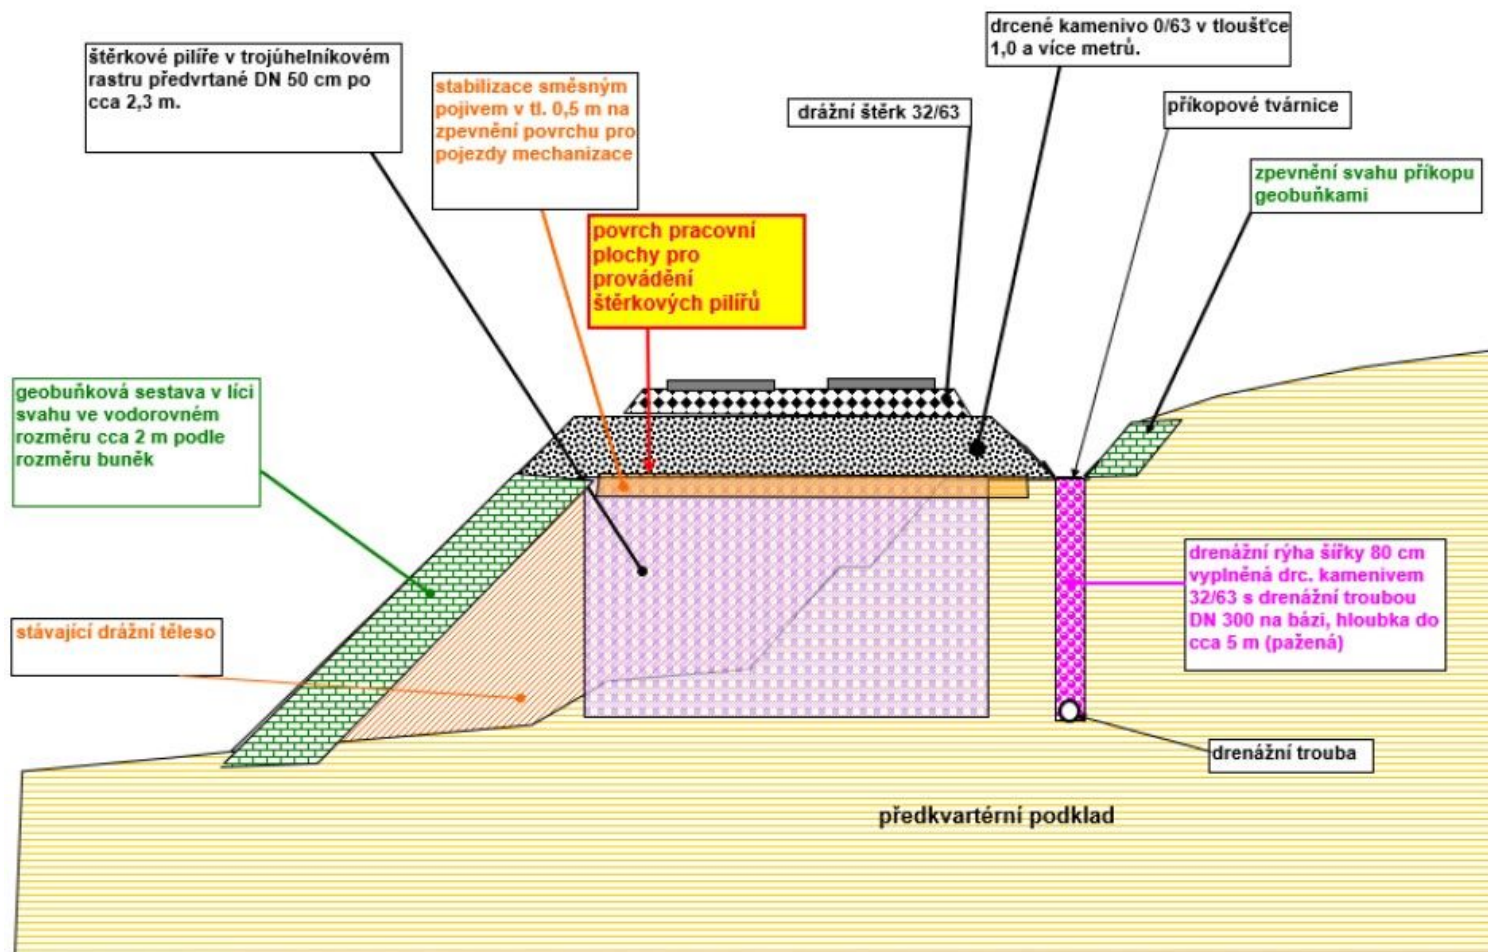 štěrkové pilíře v trojúhelníkovém
rastru předvrtané DN 50 cm po
cca 2,3 m.
stabilizace směsným
pojivem v tl. 0,5 m na
zpevnění povrchu pro
pojezdy mechanizace
drážní štěrk 32/63
drcené kamenivo 0/63 v tloušťce
1,0 a více metrů.
příkopové tvárnice
zpevnění svahu příkopu
geobuňkami
povrch pracovní
plochy pro
provádění
štěrkových pilířů
geobuňková sestava v líci
svahu ve vodorovném
rozměru cca 2 m podle
rozměru buněk
stávající drážní těleso
drenážní rýha šířky 80 cm
vyplněná drc. kamenivem
32/63 s drenážní troubou
DN 300 na bázi, hloubka do
cca 5 m (pažená)
drenážní trouba
předkvartérní podklad